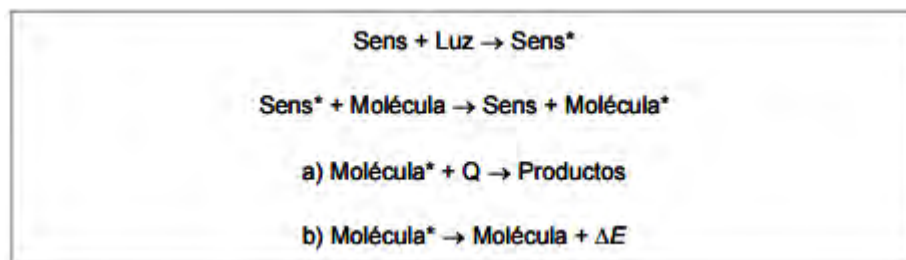 Sens + Luz → Sens*
Sens* + Molécula → Sens + Molécula*
a) Molécula* + Q → Productos
b) Molécula* → Molécula + ΔE